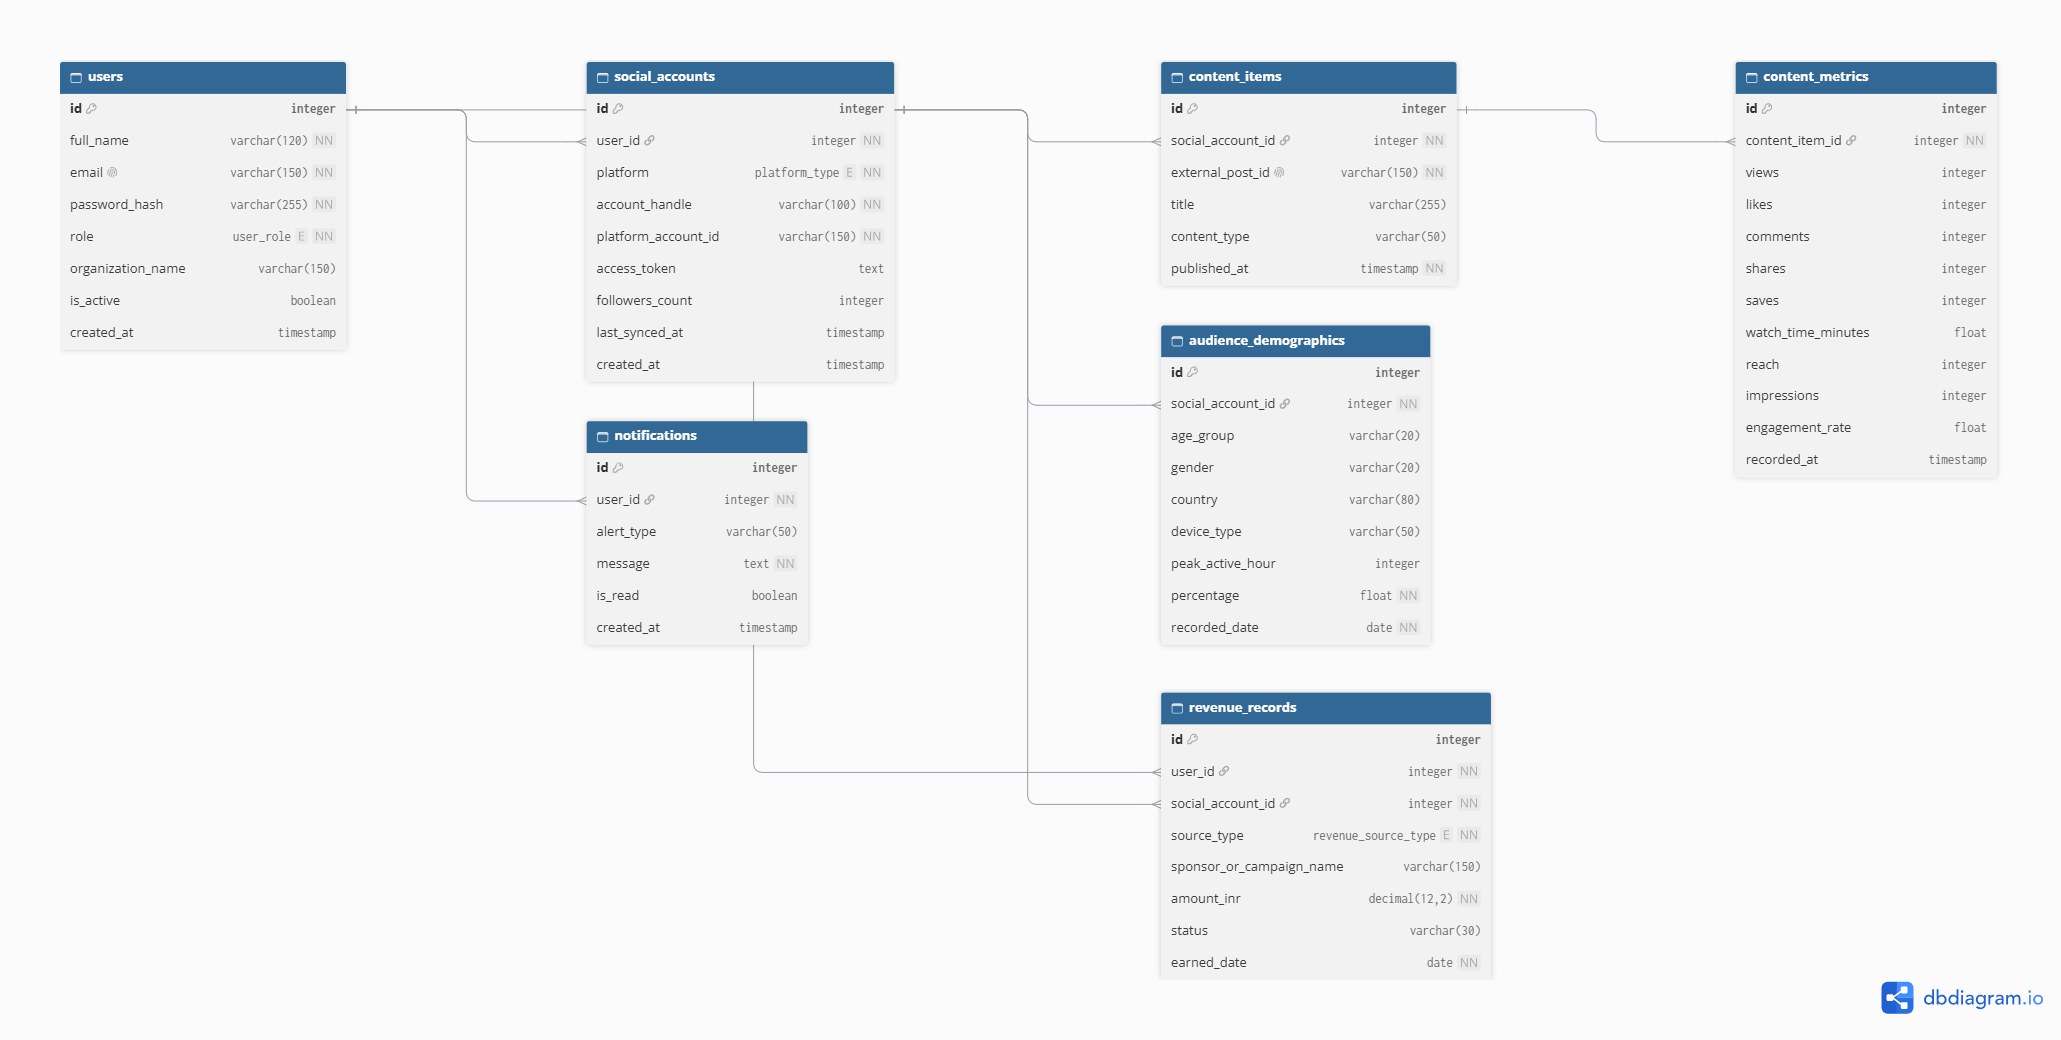 users
id integer
full_name varchar(120) NN
email varchar(150) NN
password_hash varchar(255) NN
role user_role E NN
organization_name varchar(150)
is_active boolean
created_at timestamp
social_accounts
id integer
user_id integer NN
platform platform_type E NN
account_handle varchar(100) NN
platform_account_id varchar(150) NN
access_token text
followers_count integer
last_synced_at timestamp
created_at timestamp
notifications
id integer
user_id integer NN
alert_type varchar(50)
message text NN
is_read boolean
created_at timestamp
content_items
id integer
social_account_id integer NN
external_post_id varchar(150) NN
title varchar(255)
content_type varchar(50)
published_at timestamp NN
audience_demographics
id integer
social_account_id integer NN
age_group varchar(20)
gender varchar(20)
country varchar(80)
device_type varchar(50)
peak_active_hour integer
percentage float NN
recorded_date date NN
revenue_records
id integer
user_id integer NN
social_account_id integer NN
source_type revenue_source_type E NN
sponsor_or_campaign_name varchar(150)
amount_inr decimal(12,2) NN
status varchar(30)
earned_date date NN
content_metrics
id integer
content_item_id integer NN
views integer
likes integer
comments integer
shares integer
saves integer
watch_time_minutes float
reach integer
impressions integer
engagement_rate float
recorded_at timestamp
dbdiagram.io